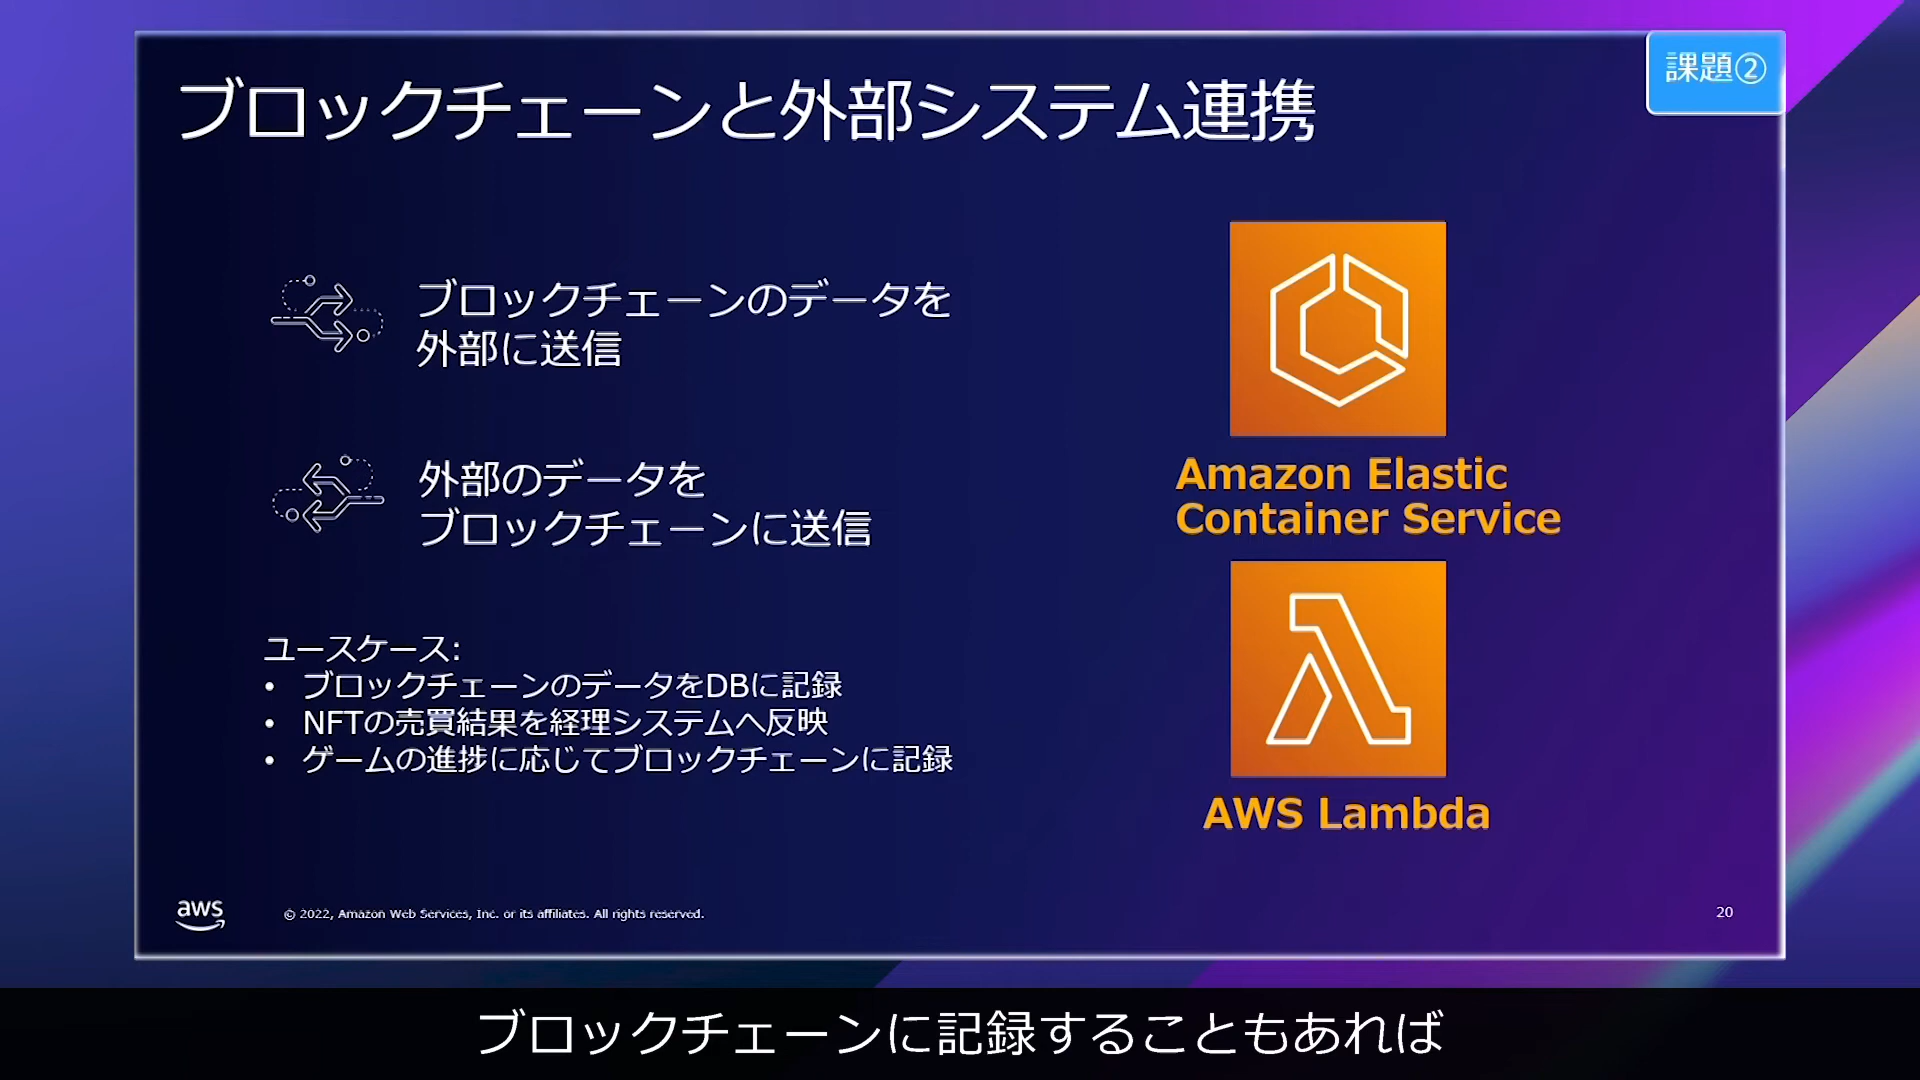 課題②
ブロックチェーンと外部システム連携
ブロックチェーンのデータを
外部に送信
外部のデータを
ブロックチェーンに送信
ユースケース:
• ブロックチェーンのデータをDBに記録
• NFTの売買結果を経理システムへ反映
• ゲームの進捗に応じてブロックチェーンに記録
Amazon Elastic
Container Service
AWS Lambda
aws
© 2022, Amazon Web Services, Inc. or its affiliates. All rights reserved.
20
ブロックチェーンに記録することもあれば